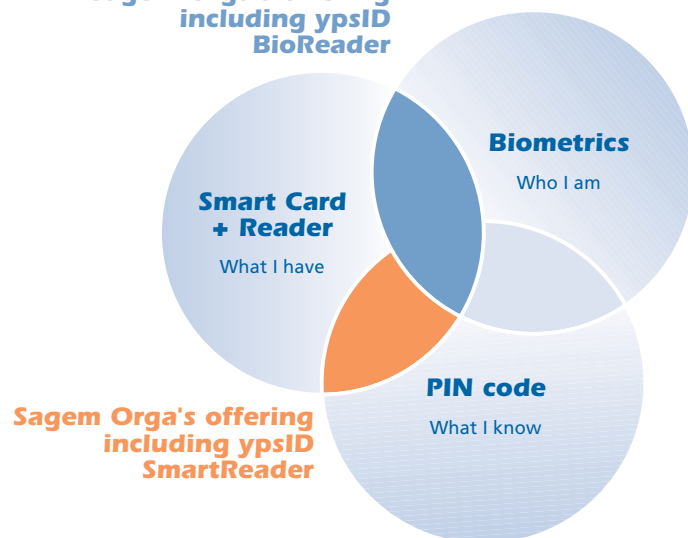 including ypsID
BioReader
Biometrics
Who I am
Smart Card
+ Reader
What I have
PIN code
What I know
Sagem Orga's offering
including ypsID
SmartReader